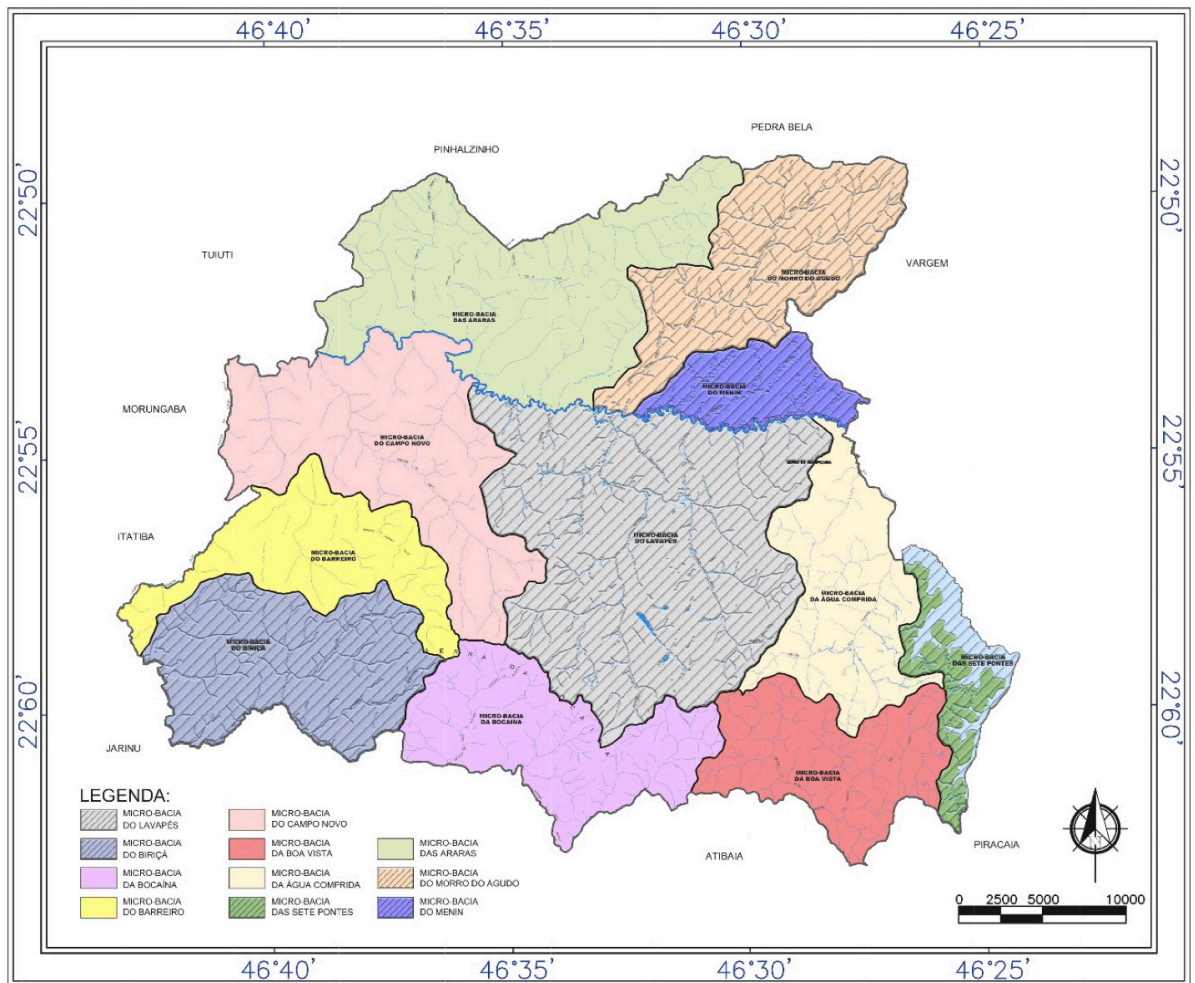 46°40'
46°35'
46°30'
46°25'
PEDRA BELA
PINHALZINHO
22°50'
22°50'
TUIUTI
VARGEM
MICRO-BACIA
DO MORRO DO AGUDO
MICRO-BACIA
DAS ARARAS
MICRO-BACIA
DO MENIN
MORUNGABA
MICRO-BACIA
DO CAMPO NOVO
22°55'
22°55'
ITATIBA
MICRO-BACIA
DO LAVAPÉS
MICRO-BACIA
DO BARREIRO
MICRO-BACIA
DA ÁGUA COMPRIDA
MICRO-BACIA
DO BIRIÇÁ
MICRO-BACIA
DAS SETE PONTES
22°60'
22°60'
MICRO-BACIA
DA BOCAINA
JARINU
MICRO-BACIA
DA BOA VISTA
LEGENDA:
MICRO-BACIA
DO LAVAPÉS
MICRO-BACIA
DO BIRIÇÁ
MICRO-BACIA
DA BOCAÍNA
MICRO-BACIA
DO BARREIRO
MICRO-BACIA
DO CAMPO NOVO
MICRO-BACIA
DA BOA VISTA
MICRO-BACIA
DA ÁGUA COMPRIDA
MICRO-BACIA
DAS SETE PONTES
MICRO-BACIA
DAS ARARAS
MICRO-BACIA
DO MORRO DO AGUDO
MICRO-BACIA
DO MENIN
ATIBAIA
PIRACAIA
N
0 2500 5000 10000
46°40'
46°35'
46°30'
46°25'